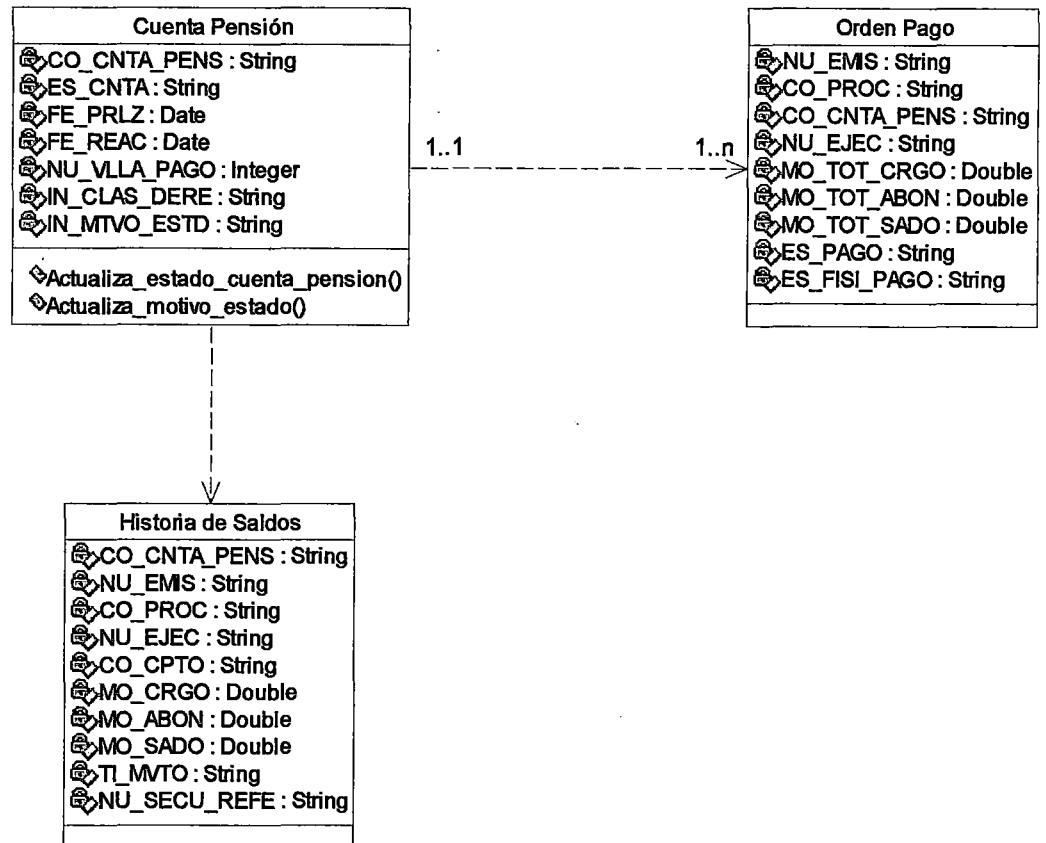 Cuenta Pensión
CO_CNTA_PENS : String
ES_CNTA : String
FE_PRLZ : Date
FE_REAC : Date
NU_VLLA_PAGO : Integer
IN_CLAS_DERE : String
IN_MTVO_ESTD : String
Actualiza_estado_cuenta_pension()
Actualiza_motivo_estado()
1..1
1..n
Orden Pago
NU_EMIS : String
CO_PROC : String
CO_CNTA_PENS : String
NU_EJEC : String
MO_TOT_CRGO : Double
MO_TOT_ABON : Double
MO_TOT_SADO : Double
ES_PAGO : String
ES_FISI_PAGO : String
Historia de Saldos
CO_CNTA_PENS : String
NU_EMIS : String
CO_PROC : String
NU_EJEC : String
CO_CPTO : String
MO_CRGO : Double
MO_ABON : Double
MO_SADO : Double
TI_MVTO : String
NU_SECU_REFE : String